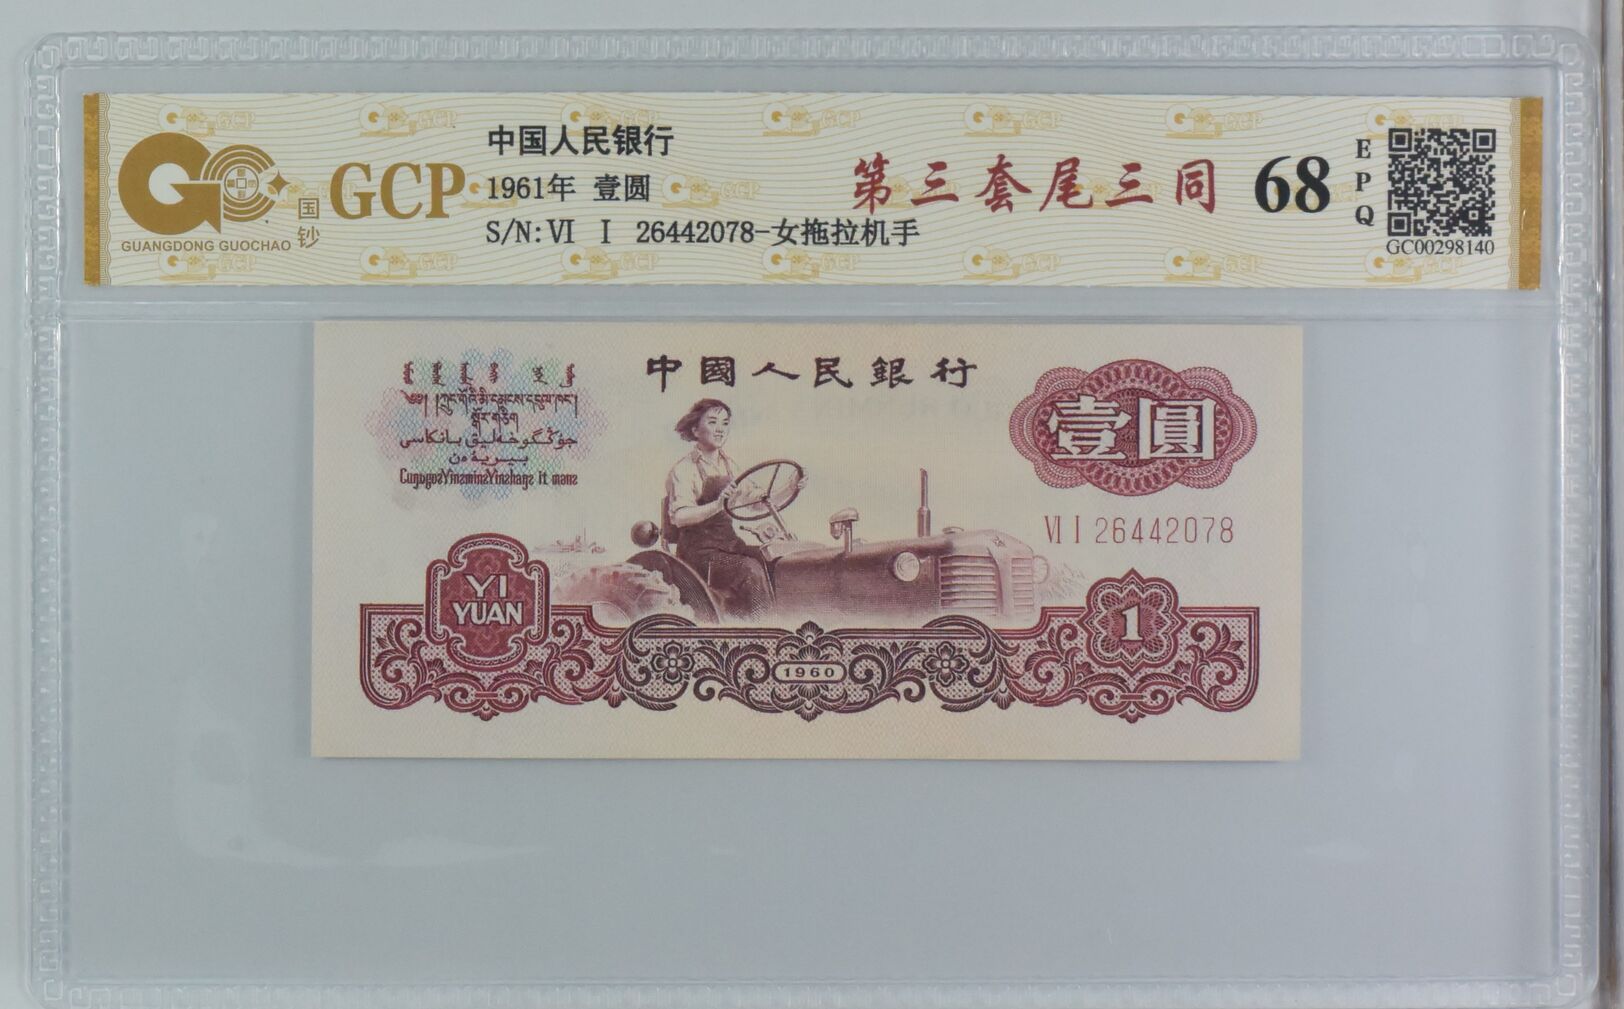 GUANGDONG GUOCHAO
国钞
GCP
中国人民银行
1961年 壹圆
S/N:Ⅵ Ⅰ 26442078-女拖拉机手
第三套尾三同
68
EPQ
GC00298140
中國人民銀行
壹圓
ⅥⅠ26442078
YI
YUAN
1960
1